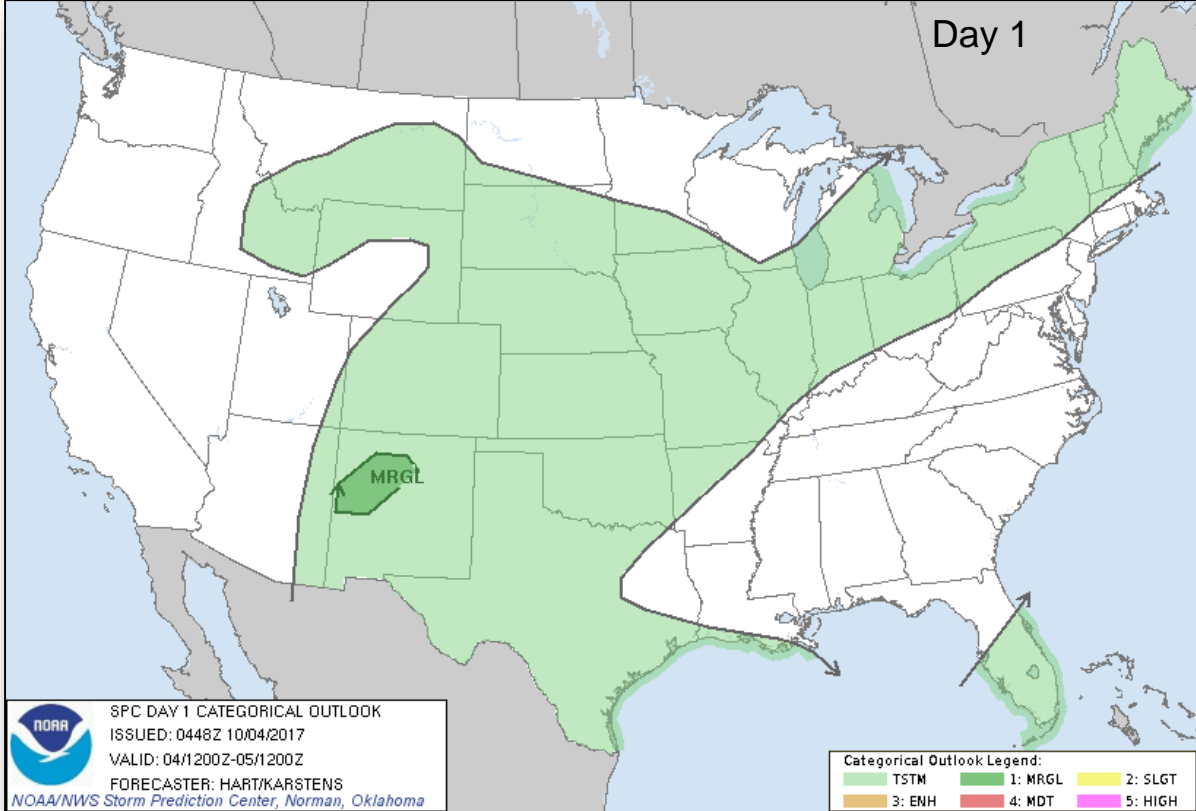 Day 1
MRGL
NOAA
SPC DAY 1 CATEGORICAL OUTLOOK
ISSUED: 0448Z 10/04/2017
VALID: 04/1200Z-05/1200Z
FORECASTER: HART/KARSTENS
NOAA/NWS Storm Prediction Center, Norman, Oklahoma
Categorical Outlook Legend:
TSTM 1: MRGL 2: SLGT
3: ENH 4: MDT 5: HIGH